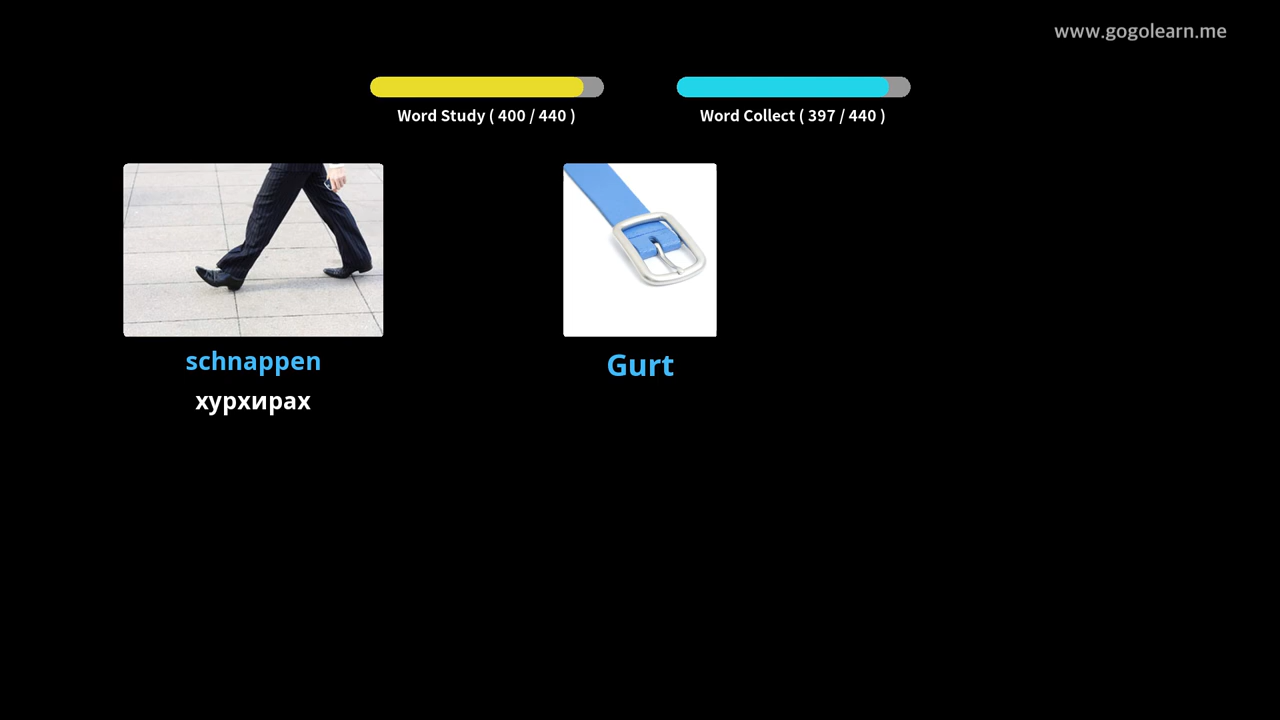 www.gogolearn.me
Word Study ( 400 / 440 )
Word Collect ( 397 / 440 )
schnappen
хурхирах
Gurt